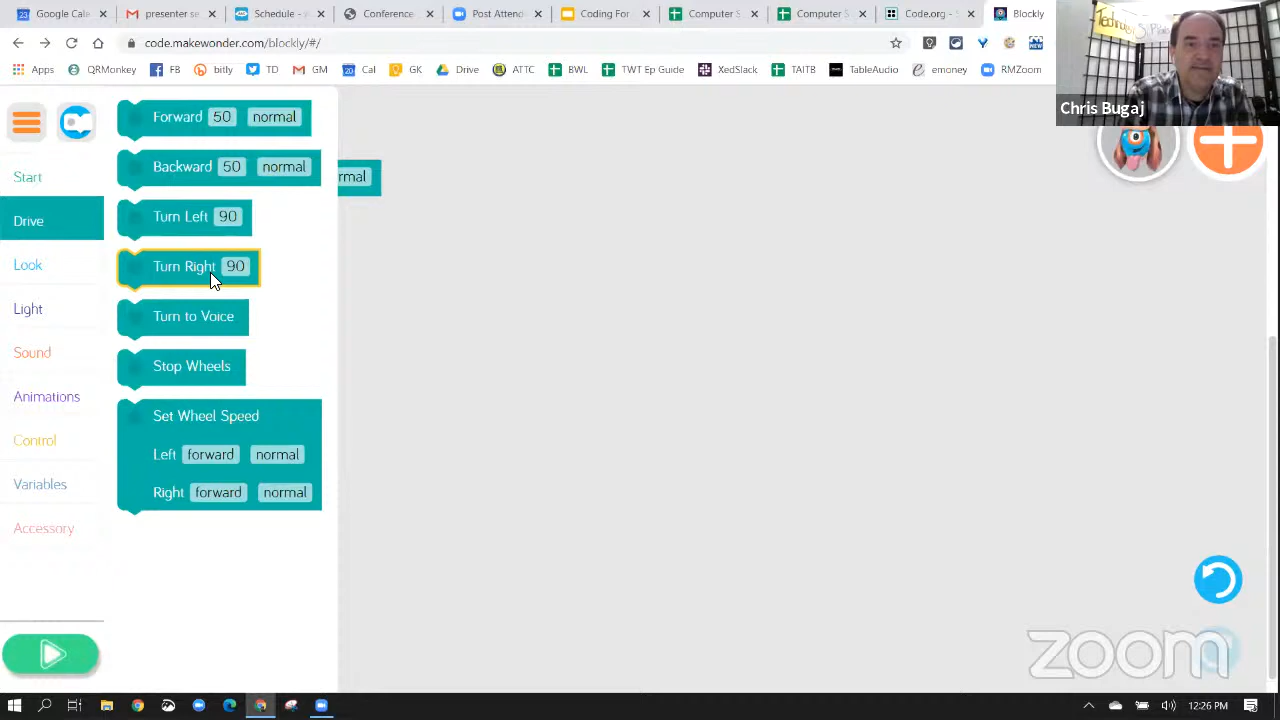 Google Cale
presentense
Schedule
Conference
Post Attenc
Coding For
Computer S
Computer S
Code.org -
Blockly
code.makewonder.com/blockly/#/
NEW
Apps
QRMonkey
FB
bitly
TD
GM
Cal
GK
Drive
ATTC
BWL
TWT Ep Guide
XedSlack
TAITB
TableAudio
emoney
RMZoom
Chris Bugaj
Start
Drive
Look
Light
Sound
Animations
Control
Variables
Accessory
Forward 50 normal
Backward 50 normal
rmal
Turn Left 90
Turn Right 90
Turn to Voice
Stop Wheels
Set Wheel Speed
Left forward normal
Right forward normal
zoom
12:26 PM